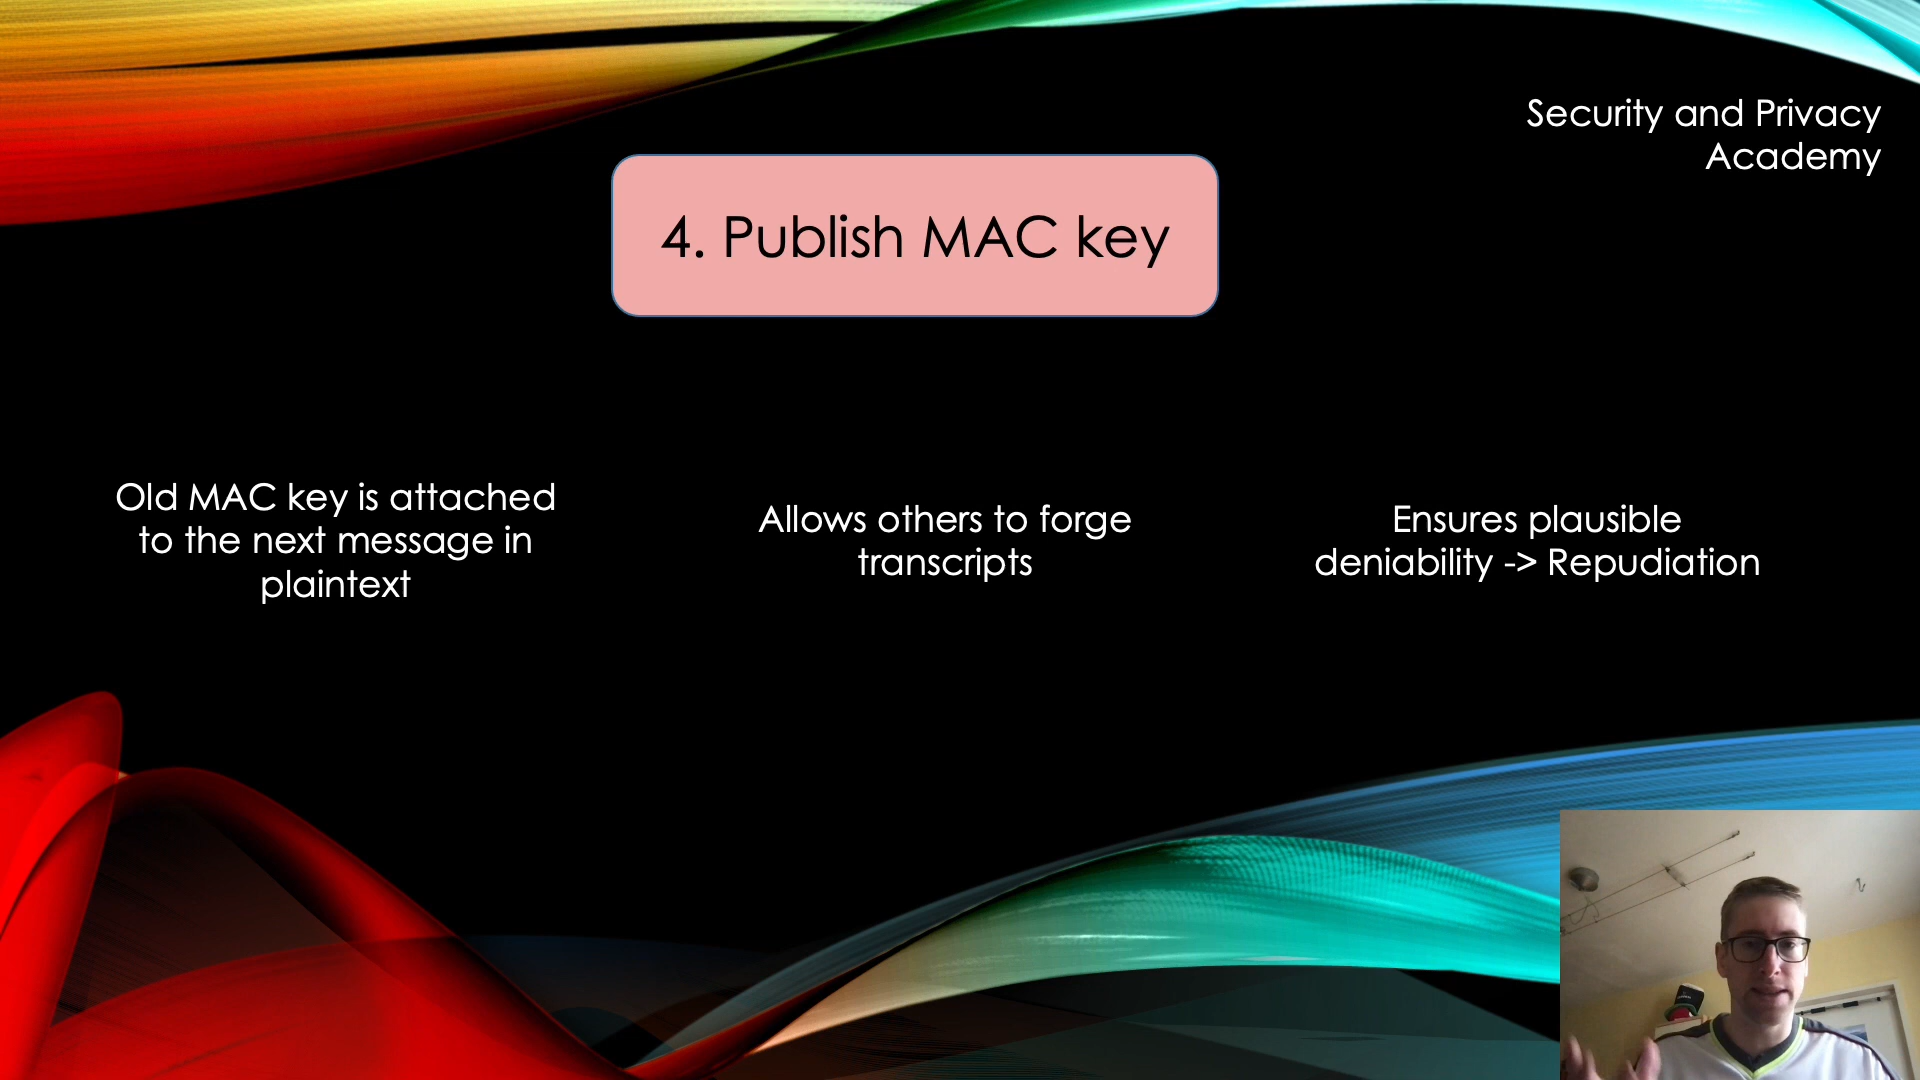 Security and Privacy
Academy
4. Publish MAC key
Old MAC key is attached
to the next message in
plaintext
Allows others to forge
transcripts
Ensures plausible
deniability -> Repudiation